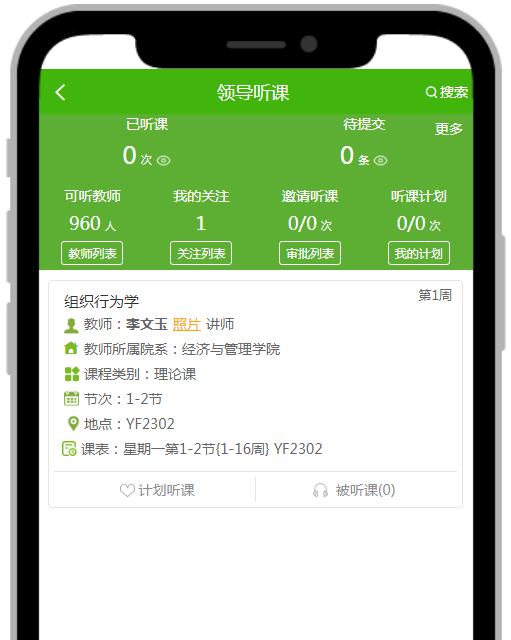 领导听课 搜索
已听课 待提交 更多
0 次 0 条
可听教师 我的关注 邀请听课 听课计划
960 人 1 0/0 次 0/0 次
教师列表 关注列表 审批列表 我的计划
组织行为学 第1周
教师：李文玉 照片 讲师
教师所属院系：经济与管理学院
课程类别：理论课
节次：1-2节
地点：YF2302
课表：星期一第1-2节{1-16周} YF2302
计划听课 被听课(0)